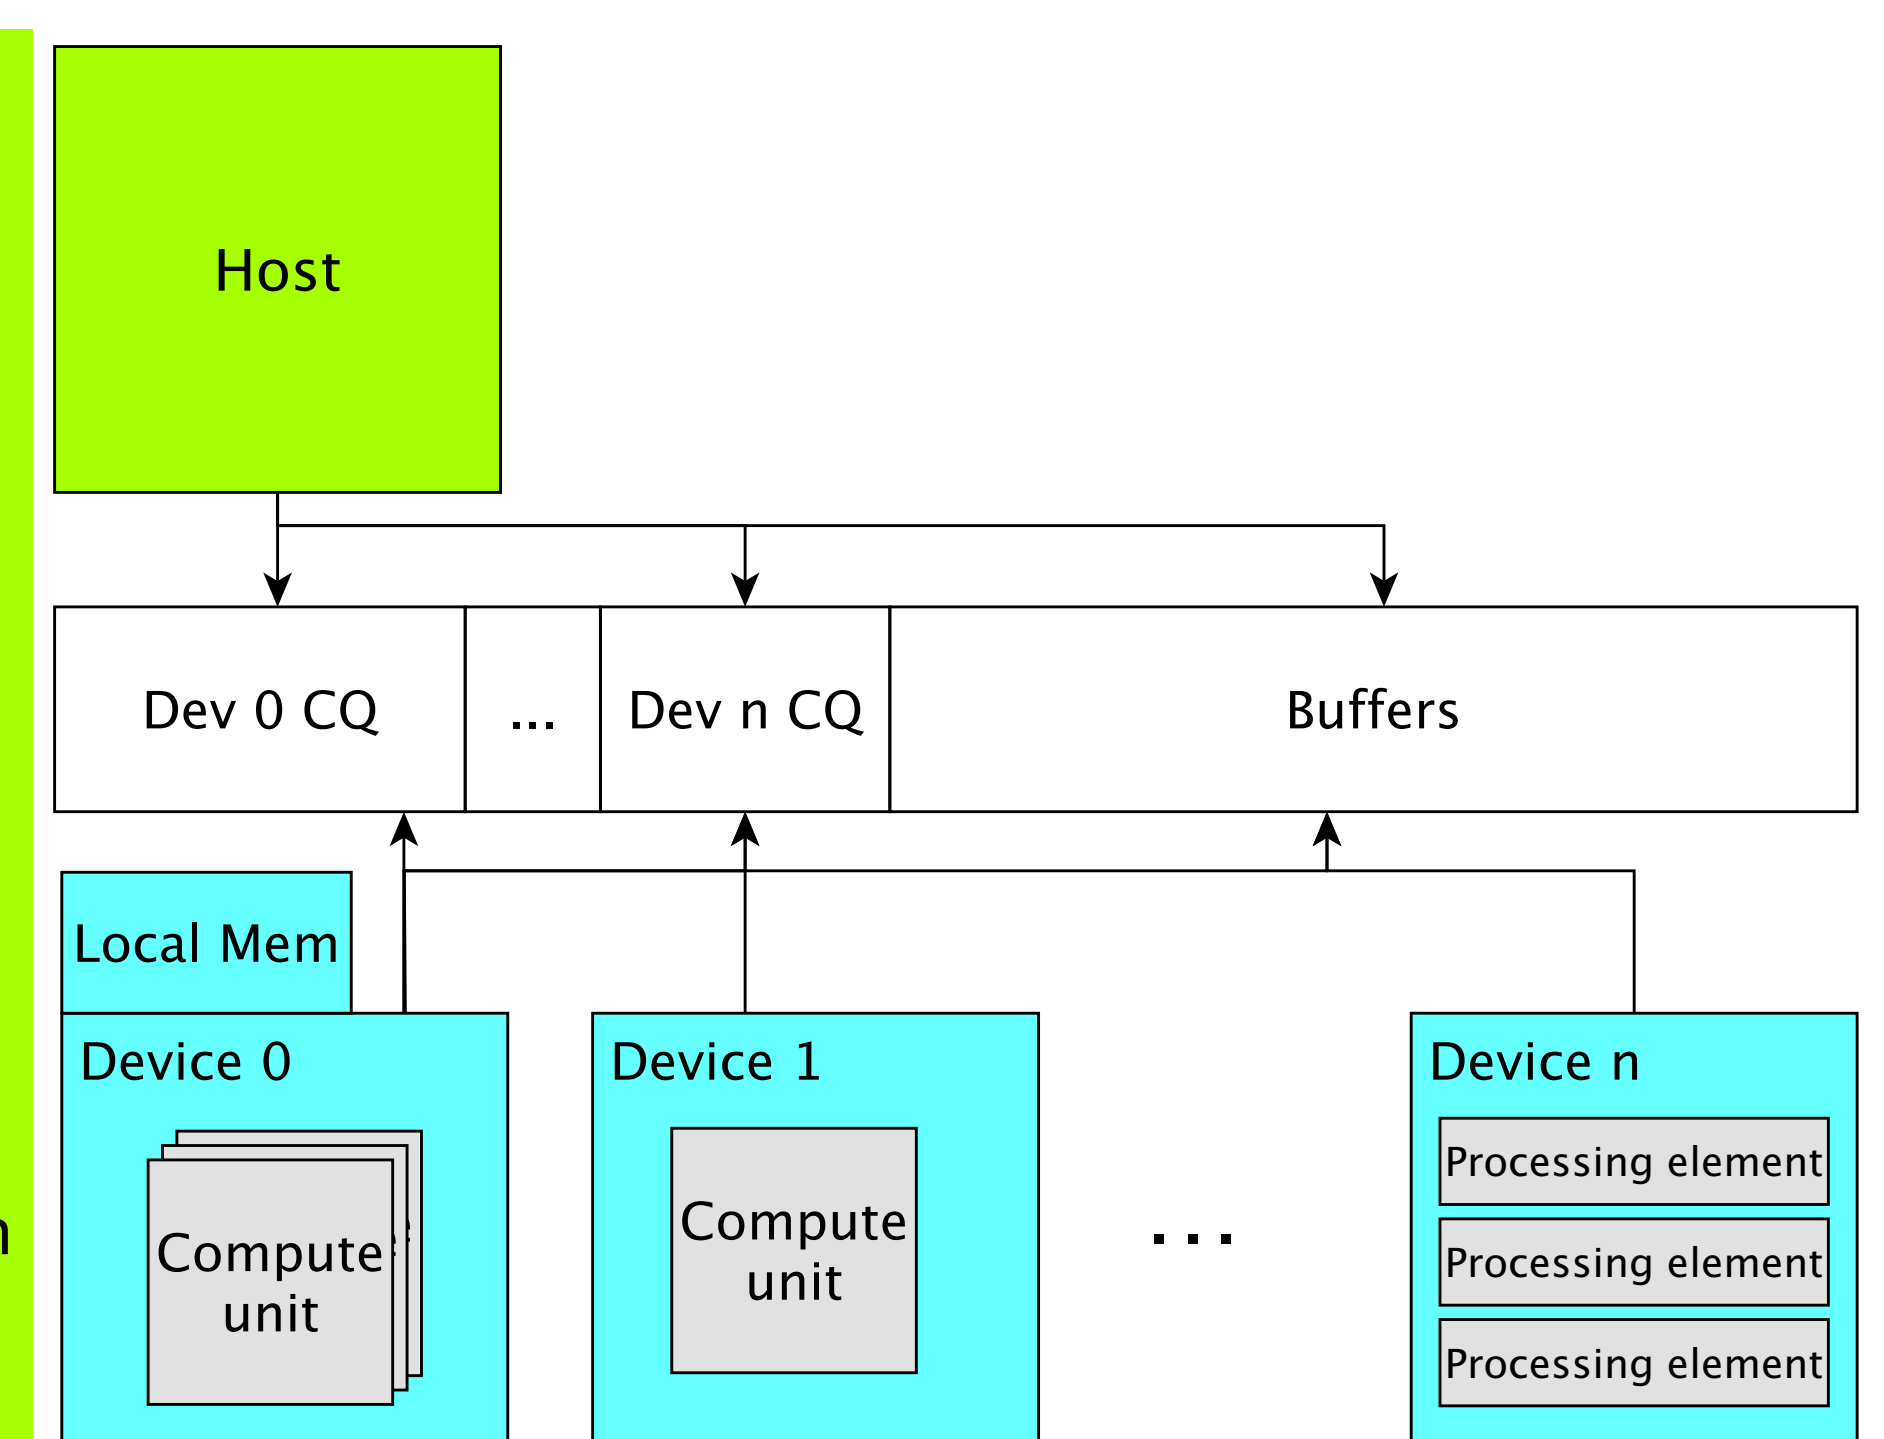 Host
Dev 0 CQ
...
Dev n CQ
Buffers
Local Mem
Device 0
Compute
unit
Device 1
Compute
unit
...
Device n
Processing element
Processing element
Processing element